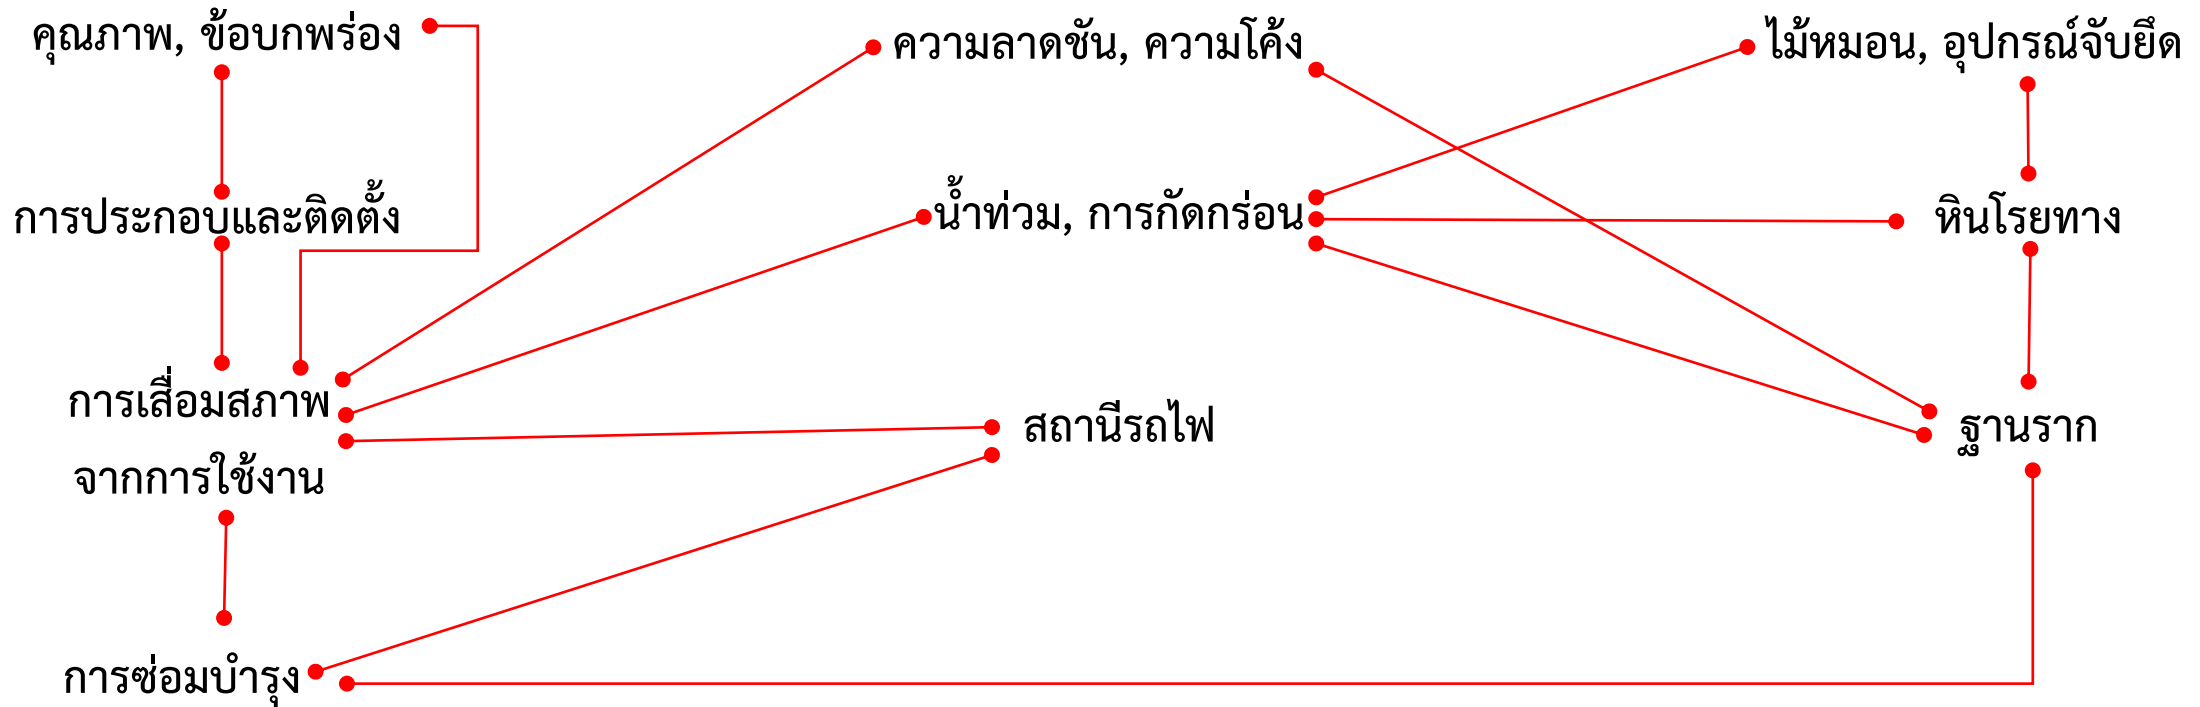 คุณภาพ, ข้อบกพร่อง
ความลาดชัน, ความโค้ง
ไม้หมอน, อุปกรณ์จับยึด
การประกอบและติดตั้ง
น้ำท่วม, การกัดกร่อน
หินโรยทาง
การเสื่อมสภาพ
จากการใช้งาน
สถานีรถไฟ
ฐานราก
การซ่อมบำรุง